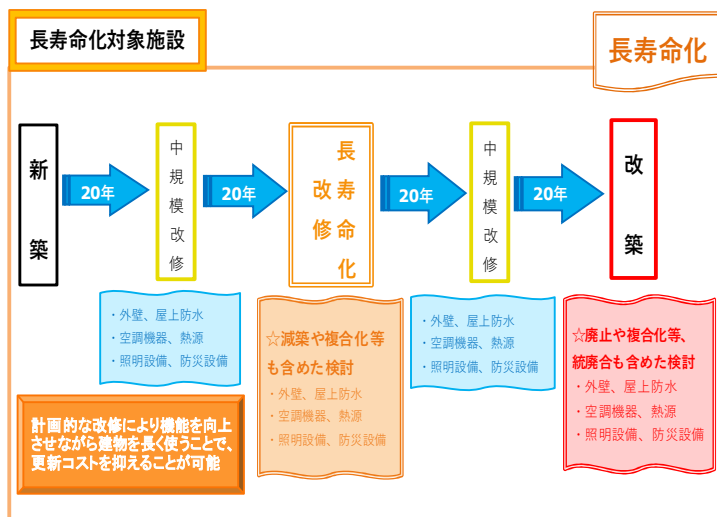 長寿命化対象施設
長寿命化
新築
20年
中規模改修
20年
長寿命化
改修
20年
中規模改修
20年
改築
・外壁、屋上防水
・空調機器、熱源
・照明設備、防災設備
☆減築や複合化等
も含めた検討
・外壁、屋上防水
・空調機器、熱源
・照明設備、防災設備
・外壁、屋上防水
・空調機器、熱源
・照明設備、防災設備
☆廃止や複合化等、
統廃合も含めた検討
・外壁、屋上防水
・空調機器、熱源
・照明設備、防災設備
計画的な改修により機能を向上
させながら建物を長く使うことで、
更新コストを抑えることが可能